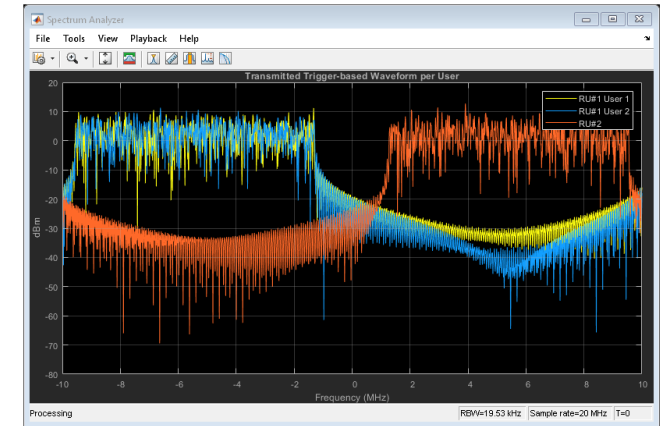 Spectrum Analyzer
File Tools View Playback Help
Transmitted Trigger-based Waveform per User
RU#1 User 1
RU#1 User 2
RU#2
20
10
0
-10
-20
-30
-40
-50
-60
-70
-80
dBm
-10 -8 -6 -4 -2 0 2 4 6 8 10
Frequency (MHz)
Processing RBW=19.53 kHz Sample rate=20 MHz T=0